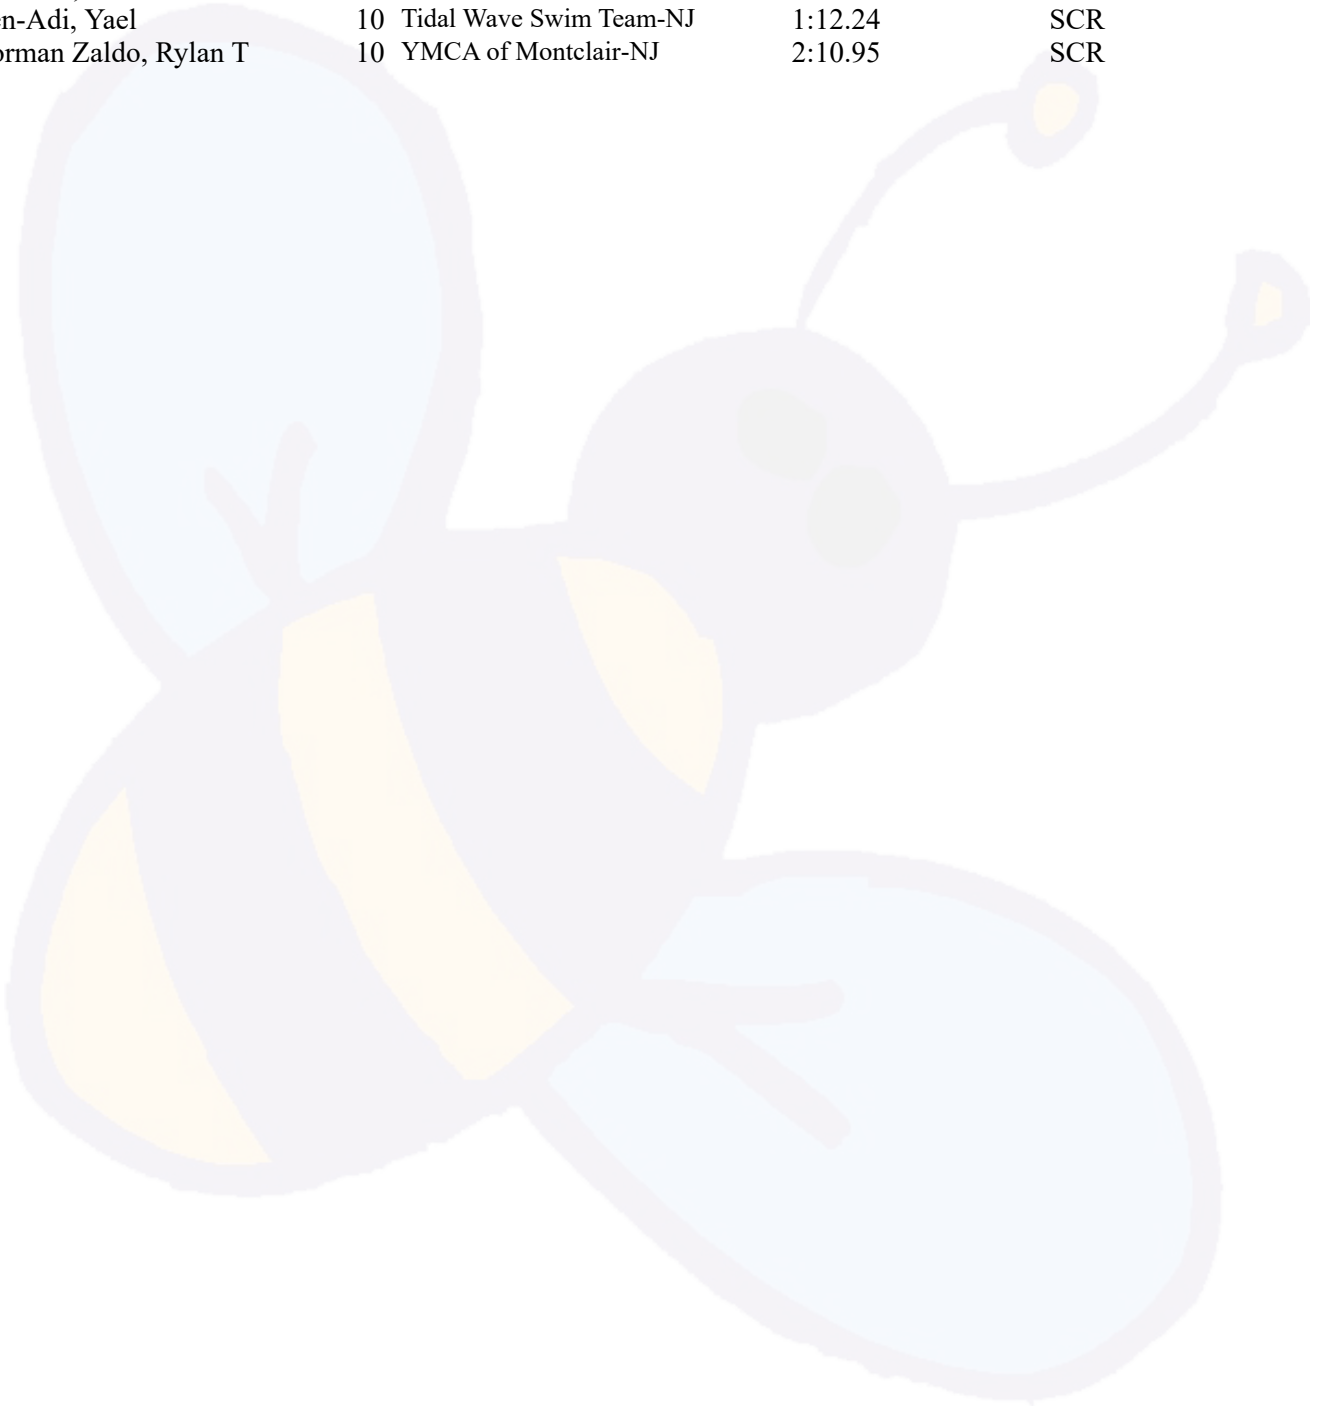 en-Adi, Yael 10 Tidal Wave Swim Team-NJ 1:12.24 SCR
orman Zaldo, Rylan T 10 YMCA of Montclair-NJ 2:10.95 SCR